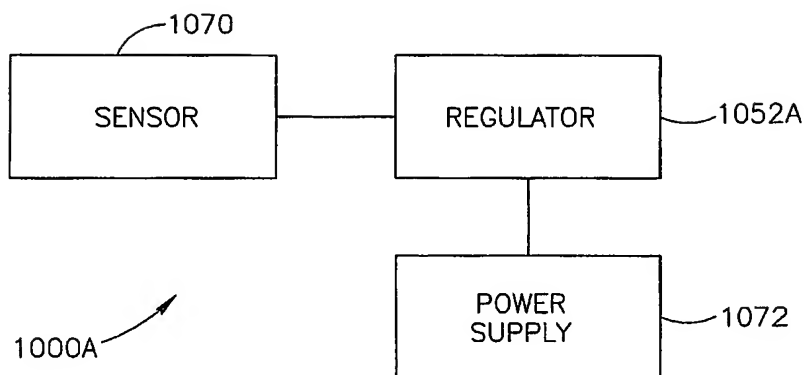 1070
SENSOR
REGULATOR
1052A
POWER
SUPPLY
1072
1000A